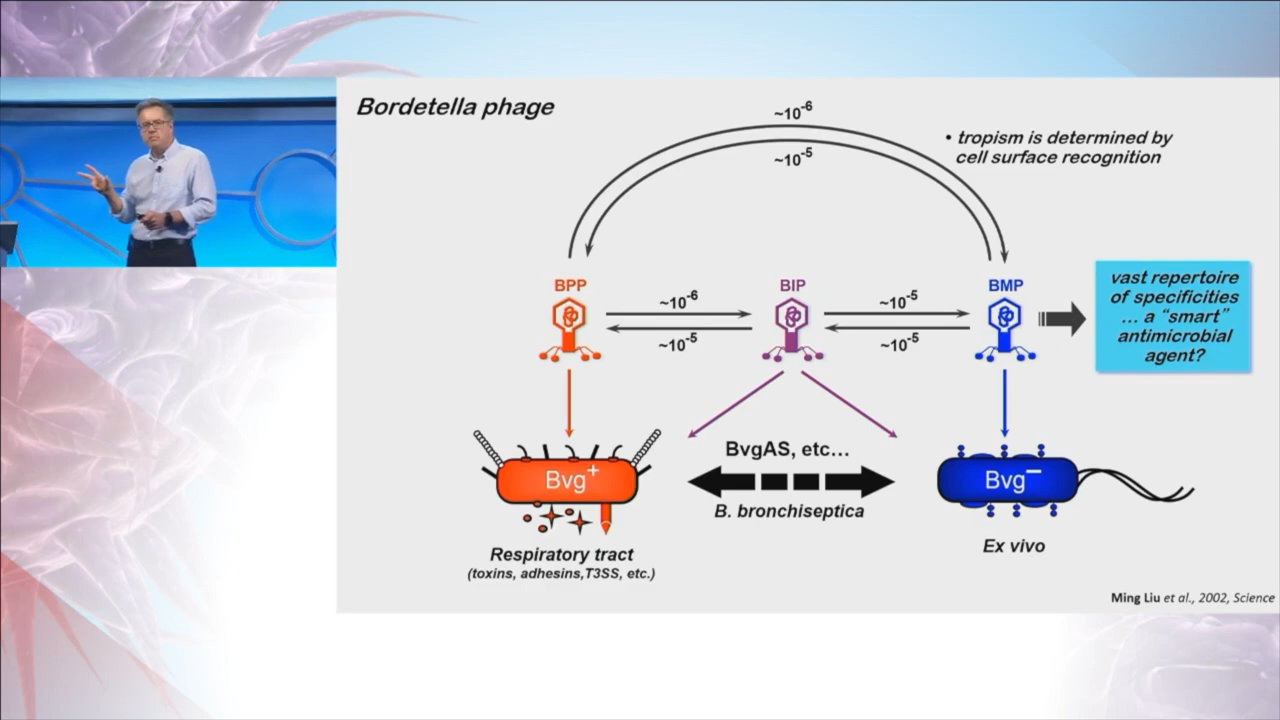 Bordetella phage
~10-6
~10-5
• tropism is determined by
cell surface recognition
BPP
BIP
BMP
~10-6
~10-5
~10-5
~10-5
vast repertoire
of specificities
... a "smart"
antimicrobial
agent?
Bvg+
BvgAS, etc...
B. bronchiseptica
Bvg–
Respiratory tract
(toxins, adhesins,T3SS, etc.)
Ex vivo
Ming Liu et al., 2002, Science